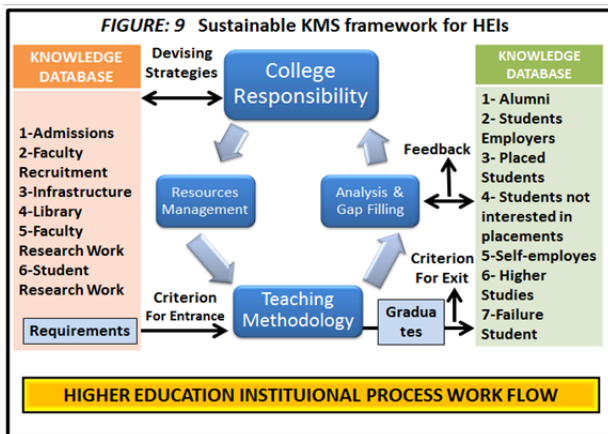 FIGURE: 9 Sustainable KMS framework for HEIs
KNOWLEDGE
DATABASE
1-Admissions
2-Faculty
Recruitment
3-Infrastructure
4-Library
5-Faculty
Research Work
6-Student
Research Work
Requirements
Devising
Strategies
College
Responsibility
Resources
Management
Analysis &
Gap Filling
Teaching
Methodology
Criterion
For Entrance
Feedback
Criterion
For Exit
Gradua
tes
KNOWLEDGE
DATABASE
1- Alumni
2- Students
Employers
3- Placed
Students
4- Students not
interested in
placements
5-Self-employes
6- Higher
Studies
7-Failure
Student
HIGHER EDUCATION INSTITUIONAL PROCESS WORK FLOW